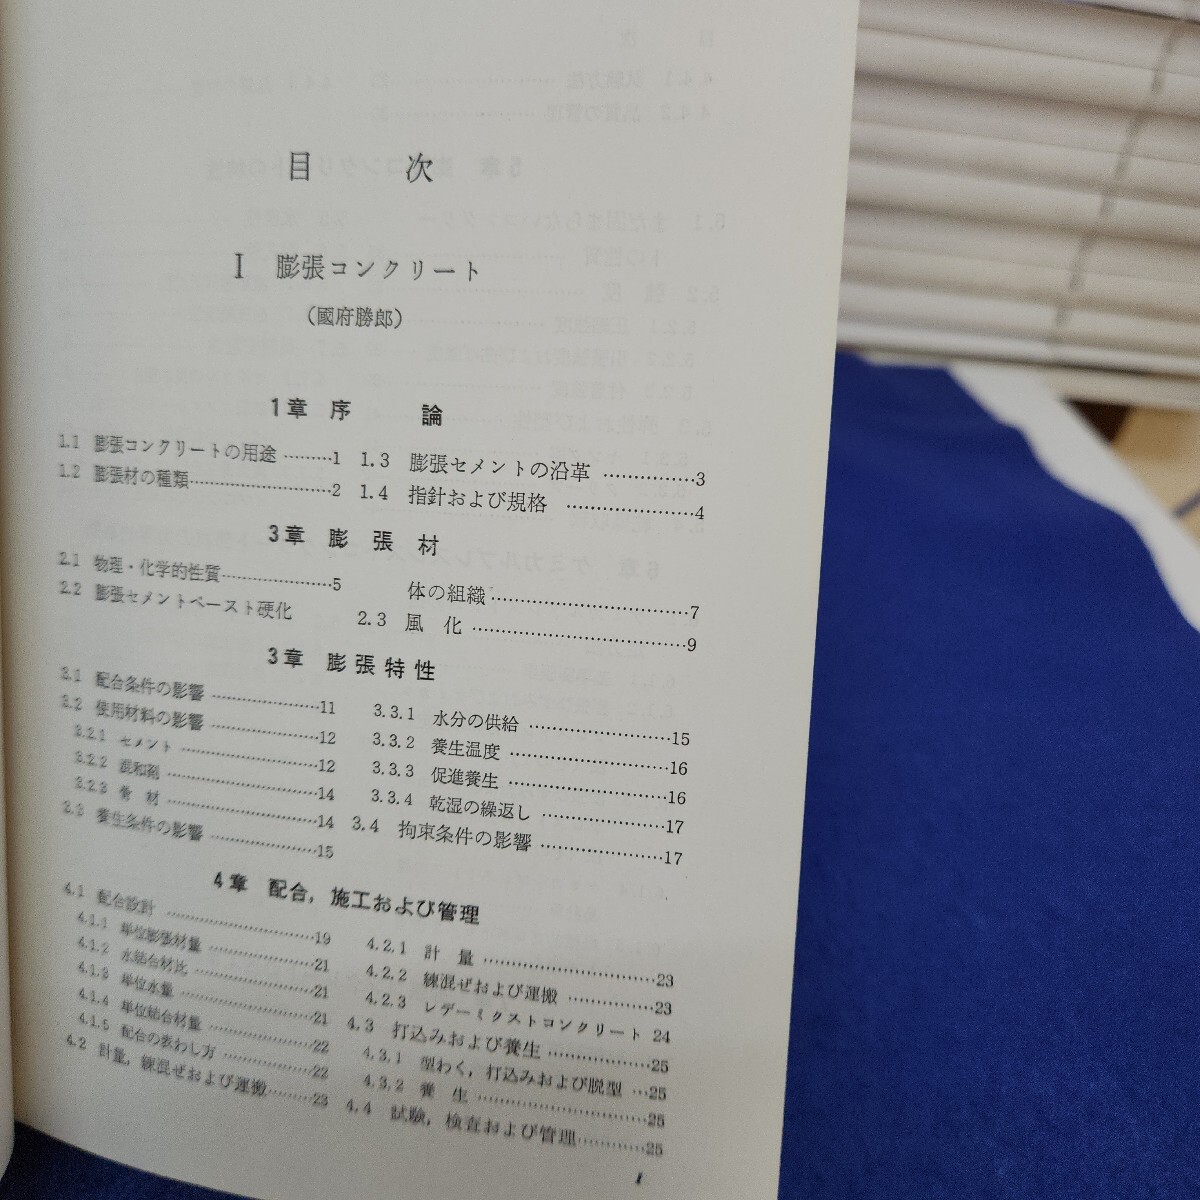 目 次
I 膨張コンクリート
(國府勝郎)
1章 序 論
1.1 膨張コンクリートの用途 ………1
1.2 膨張材の種類……………………2
1.3 膨張セメントの沿革 ……………3
1.4 指針および規格 …………………4
3章 膨 張 材
2.1 物理・化学的性質…………………5
2.2 膨張セメントペースト硬化
体の組織……………………………7
2.3 風 化 ………………………………9
3章 膨張特性
3.1 配合条件の影響 ………………11
3.2 使用材料の影響 ………………12
3.2.1 セメント ……………………12
3.2.2 混和剤 ………………………14
3.2.3 骨 材 ………………………14
3.3 養生条件の影響 ………………15
3.3.1 水分の供給 ……………………15
3.3.2 養生温度 ………………………16
3.3.3 促進養生 ………………………16
3.3.4 乾湿の繰返し …………………17
3.4 拘束条件の影響 …………………17
4章 配合，施工および管理
4.1 配合設計 ………………………19
4.1.1 単位膨張材量 ………………21
4.1.2 水結合材比 …………………21
4.1.3 単位水量 ……………………21
4.1.4 単位結合材量 ………………22
4.1.5 配合の表わし方 ……………22
4.2 計量，練混ぜおよび運搬………23
4.2.1 計 量 …………………………23
4.2.2 練混ぜおよび運搬 ……………23
4.2.3 レデーミクストコンクリート 24
4.3 打込みおよび養生 ………………25
4.3.1 型わく，打込みおよび脱型 …25
4.3.2 養 生 …………………………25
4.4 試験，検査および管理……………25
I